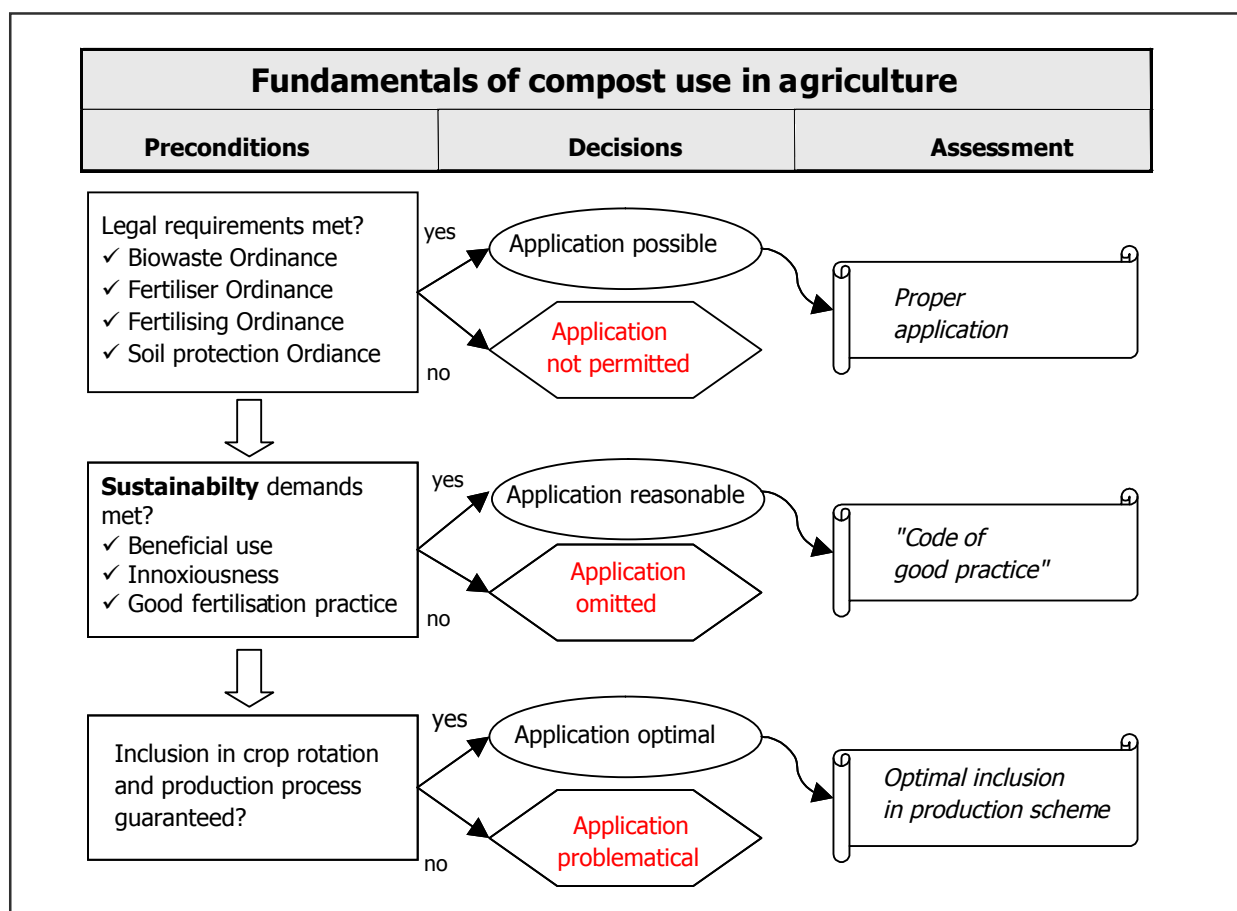 Fundamentals of compost use in agriculture
Preconditions
Decisions
Assessment
Legal requirements met?
✓ Biowaste Ordinance
✓ Fertiliser Ordinance
✓ Fertilising Ordinance
✓ Soil protection Ordiance
yes
no
Application possible
Application
not permitted
Proper
application
Sustainabilty demands
met?
✓ Beneficial use
✓ Innoxiousness
✓ Good fertilisation practice
yes
no
Application reasonable
Application
omitted
"Code of
good practice"
Inclusion in crop rotation
and production process
guaranteed?
yes
no
Application optimal
Application
problematical
Optimal inclusion
in production scheme